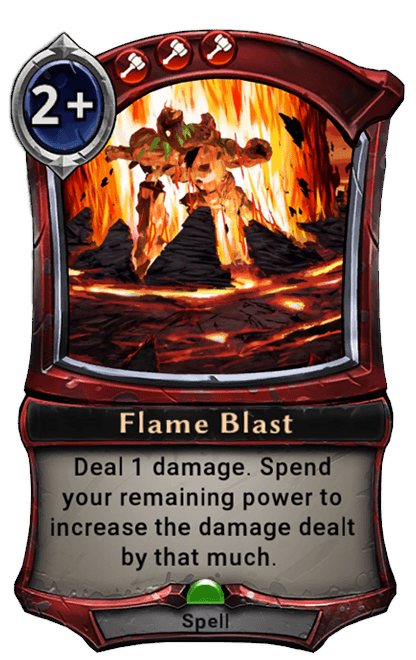 2+
Flame Blast
Deal 1 damage. Spend
your remaining power to
increase the damage dealt
by that much.
Spell